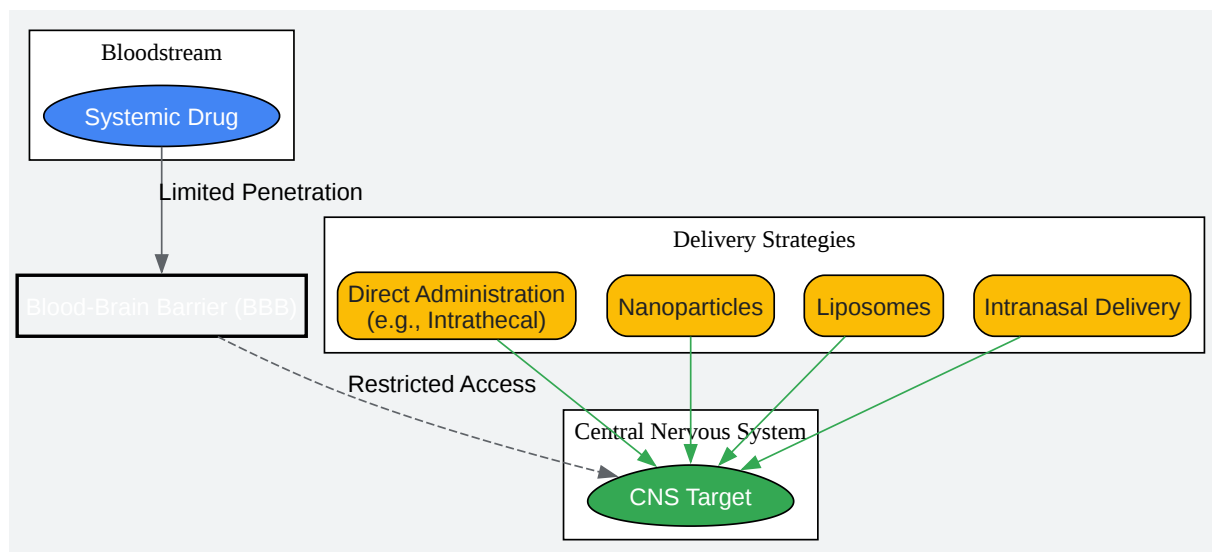 Bloodstream
Systemic Drug
Limited Penetration
Delivery Strategies
Blood-Brain Barrier (BBB)
Direct Administration
(e.g., Intrathecal)
Nanoparticles
Liposomes
Intranasal Delivery
Restricted Access
Central Nervous System
CNS Target